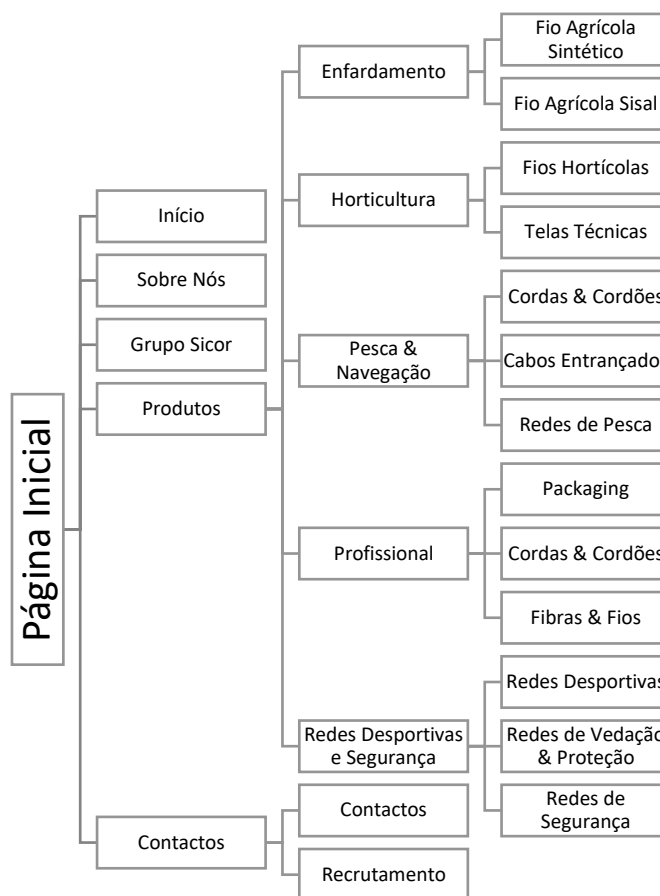 Página Inicial
Início
Sobre Nós
Grupo Sicor
Produtos
Enfardamento
Fio Agrícola
Sintético
Fio Agrícola Sisal
Horticultura
Fios Hortícolas
Telas Técnicas
Pesca &
Navegação
Cordas & Cordões
Cabos Entrançado
Redes de Pesca
Profissional
Packaging
Cordas & Cordões
Fibras & Fios
Redes Desportivas
e Segurança
Redes Desportivas
Redes de Vedação
& Proteção
Redes de
Segurança
Contactos
Contactos
Recrutamento